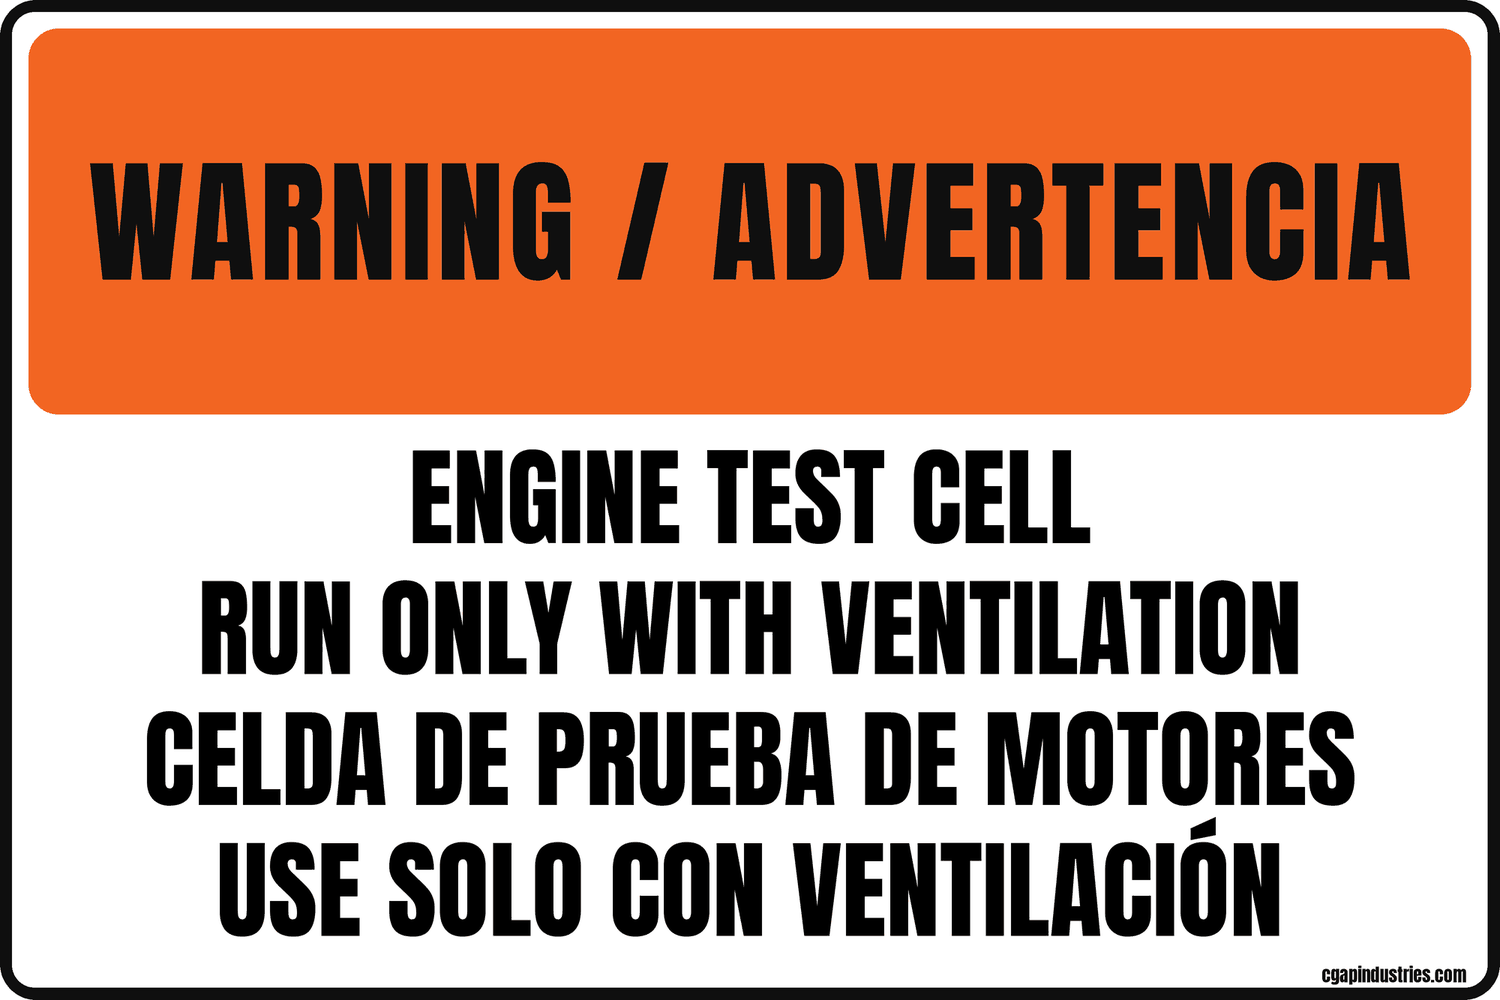 WARNING / ADVERTENCIA
ENGINE TEST CELL
RUN ONLY WITH VENTILATION
CELDA DE PRUEBA DE MOTORES
USE SOLO CON VENTILACIÓN
cgapindustries.com